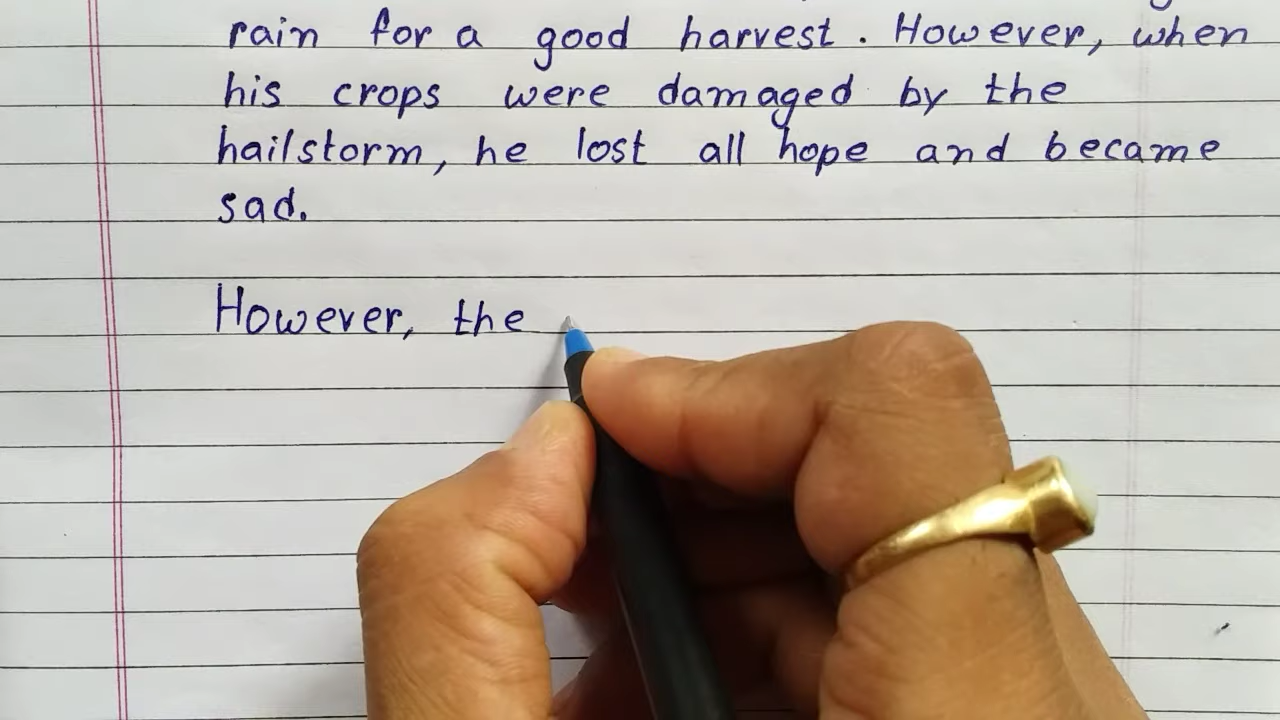 rain for a good harvest. However, when
his crops were damaged by the
hailstorm, he lost all hope and became
sad.
However, the